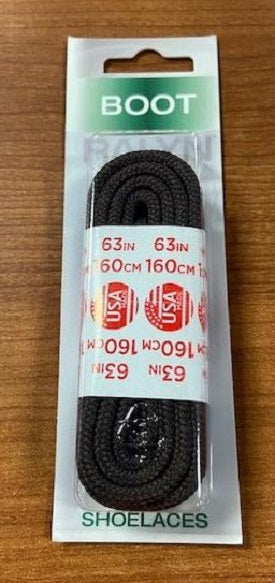 BOOT
63IN 63IN
160CM 160CM
USA USA
160CM 160CM
63IN 63IN
SHOELACES